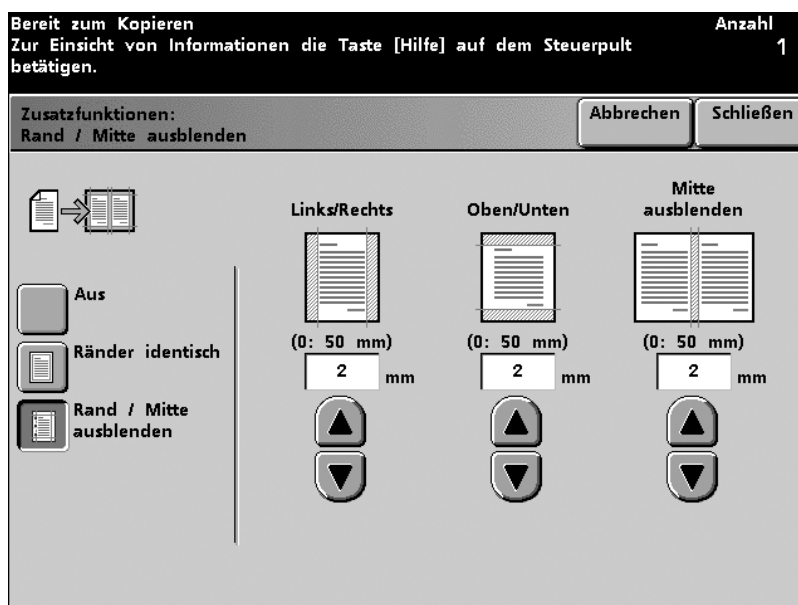 Bereit zum Kopieren
Anzahl
Zur Einsicht von Informationen die Taste [Hilfe] auf dem Steuerpult
1
betätigen.
Zusatzfunktionen:
Rand / Mitte ausblenden
Abbrechen
Schließen
Aus
Ränder identisch
Rand / Mitte
ausblenden
Links/Rechts
(0: 50 mm)
2 mm
Oben/Unten
(0: 50 mm)
2 mm
Mitte
ausblenden
(0: 50 mm)
2 mm